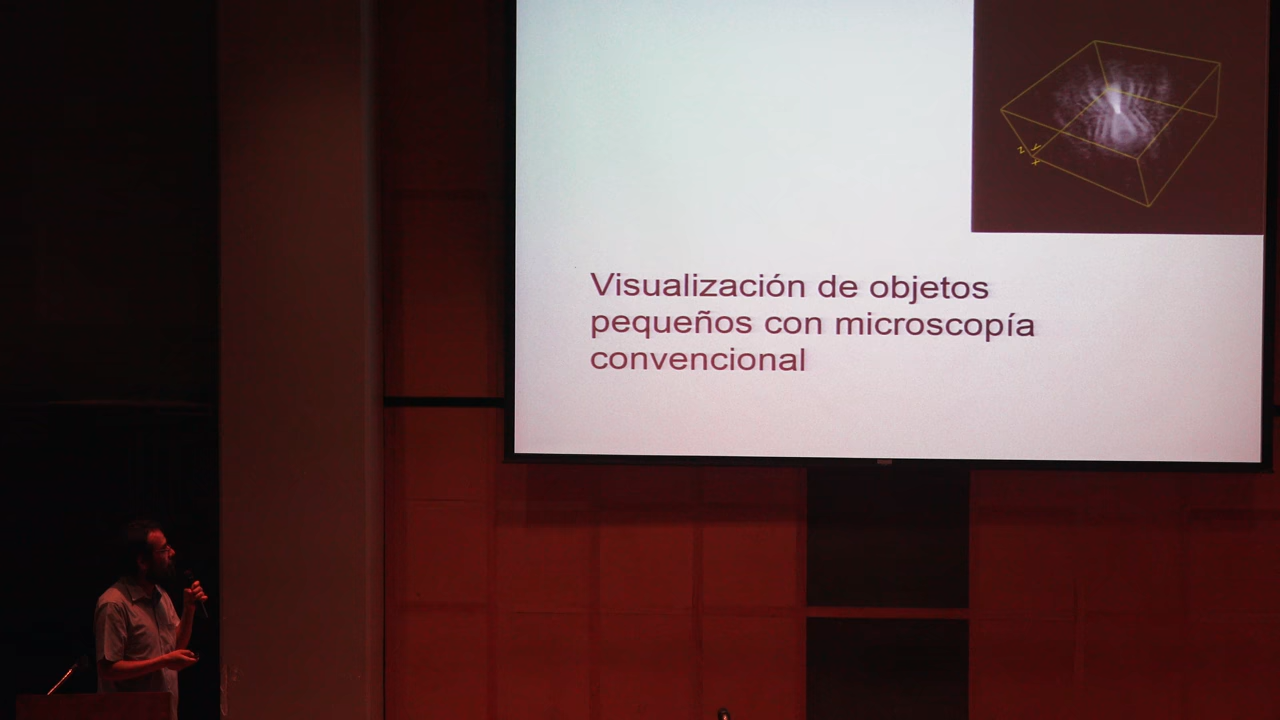 Visualización de objetos
pequeños con microscopía
convencional
z y
x